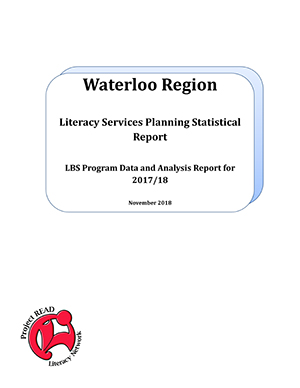 Waterloo Region
Literacy Services Planning Statistical
Report
LBS Program Data and Analysis Report for
2017/18
November 2018
Project READ
Literacy Network